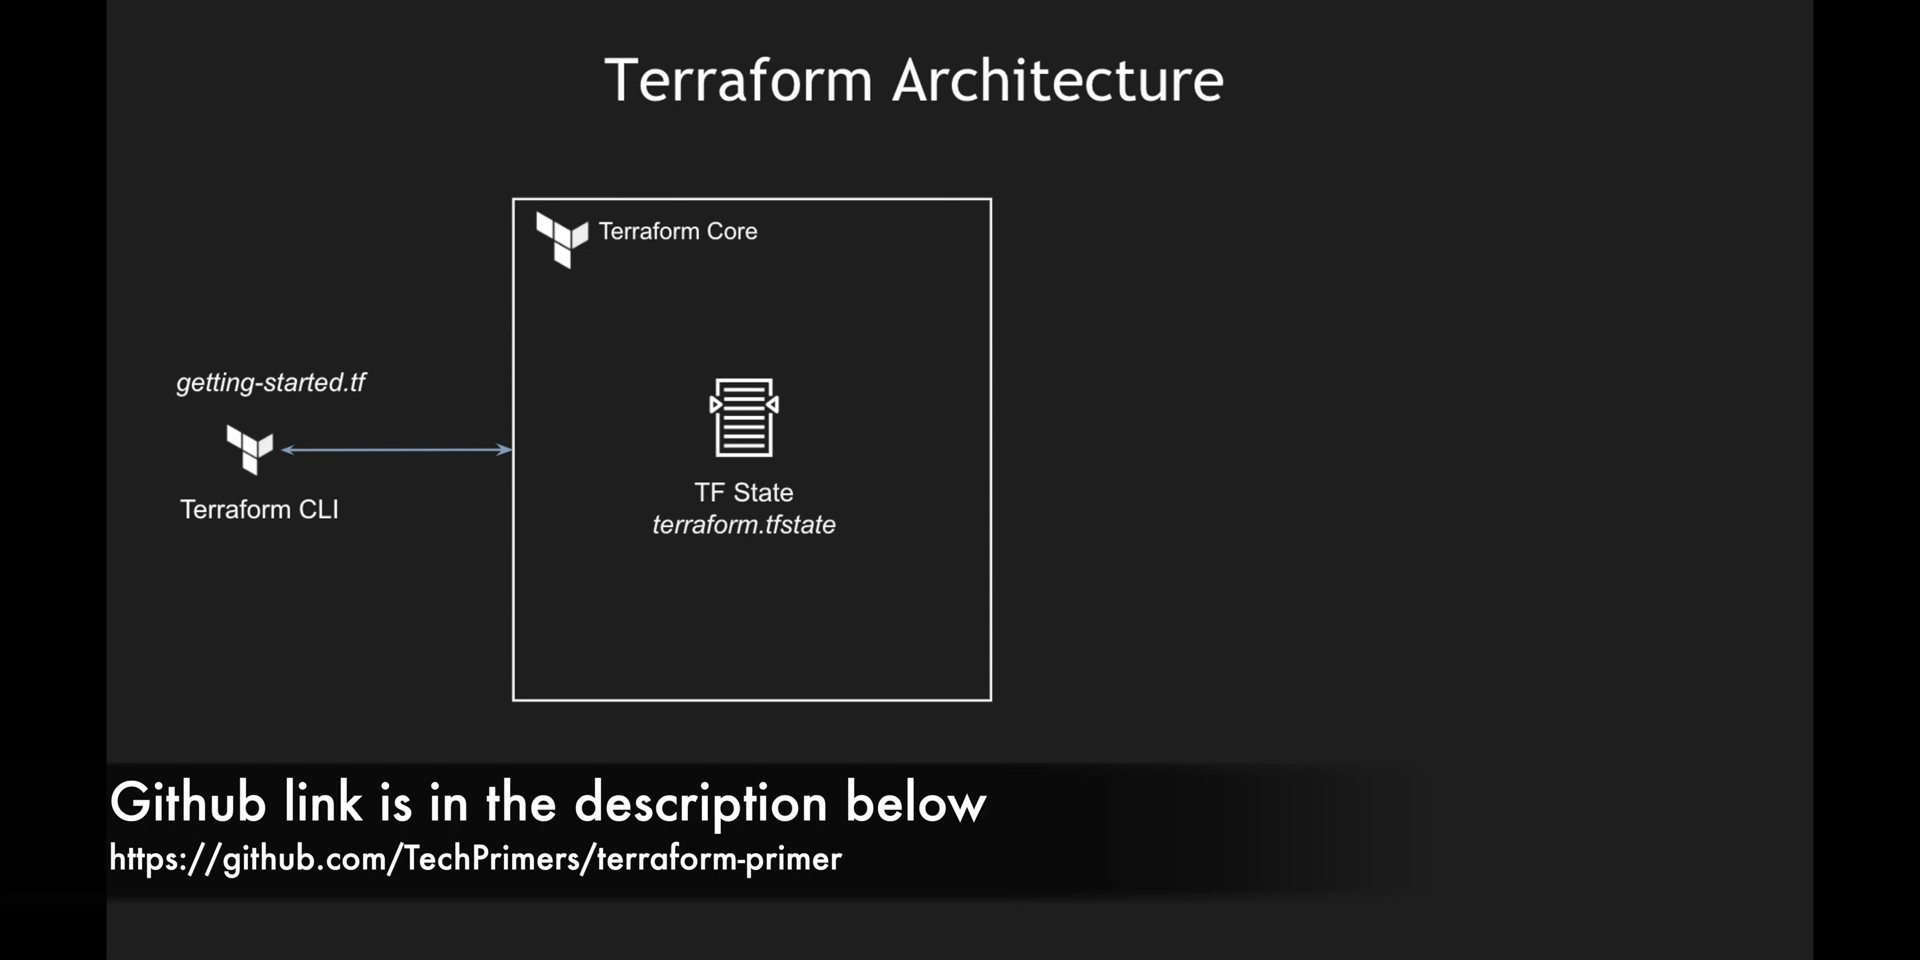 Terraform Architecture
Terraform Core
getting-started.tf
Terraform CLI
TF State
terraform.tfstate
Github link is in the description below
https://github.com/TechPrimers/terraform-primer